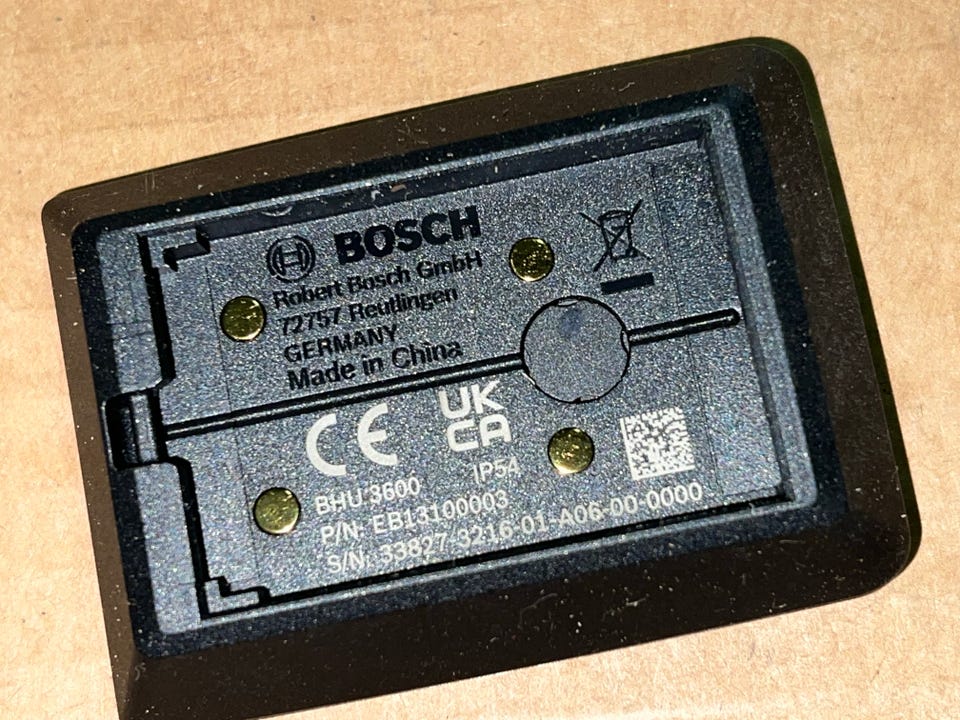 BOSCH
Robert Bosch GmbH
72757 Reutlingen
GERMANY
Made in China
CE
UK
CA
IP54
BHU 3600
P/N: EB13100003
S/N: 33827-3216-01-A06-00-0000